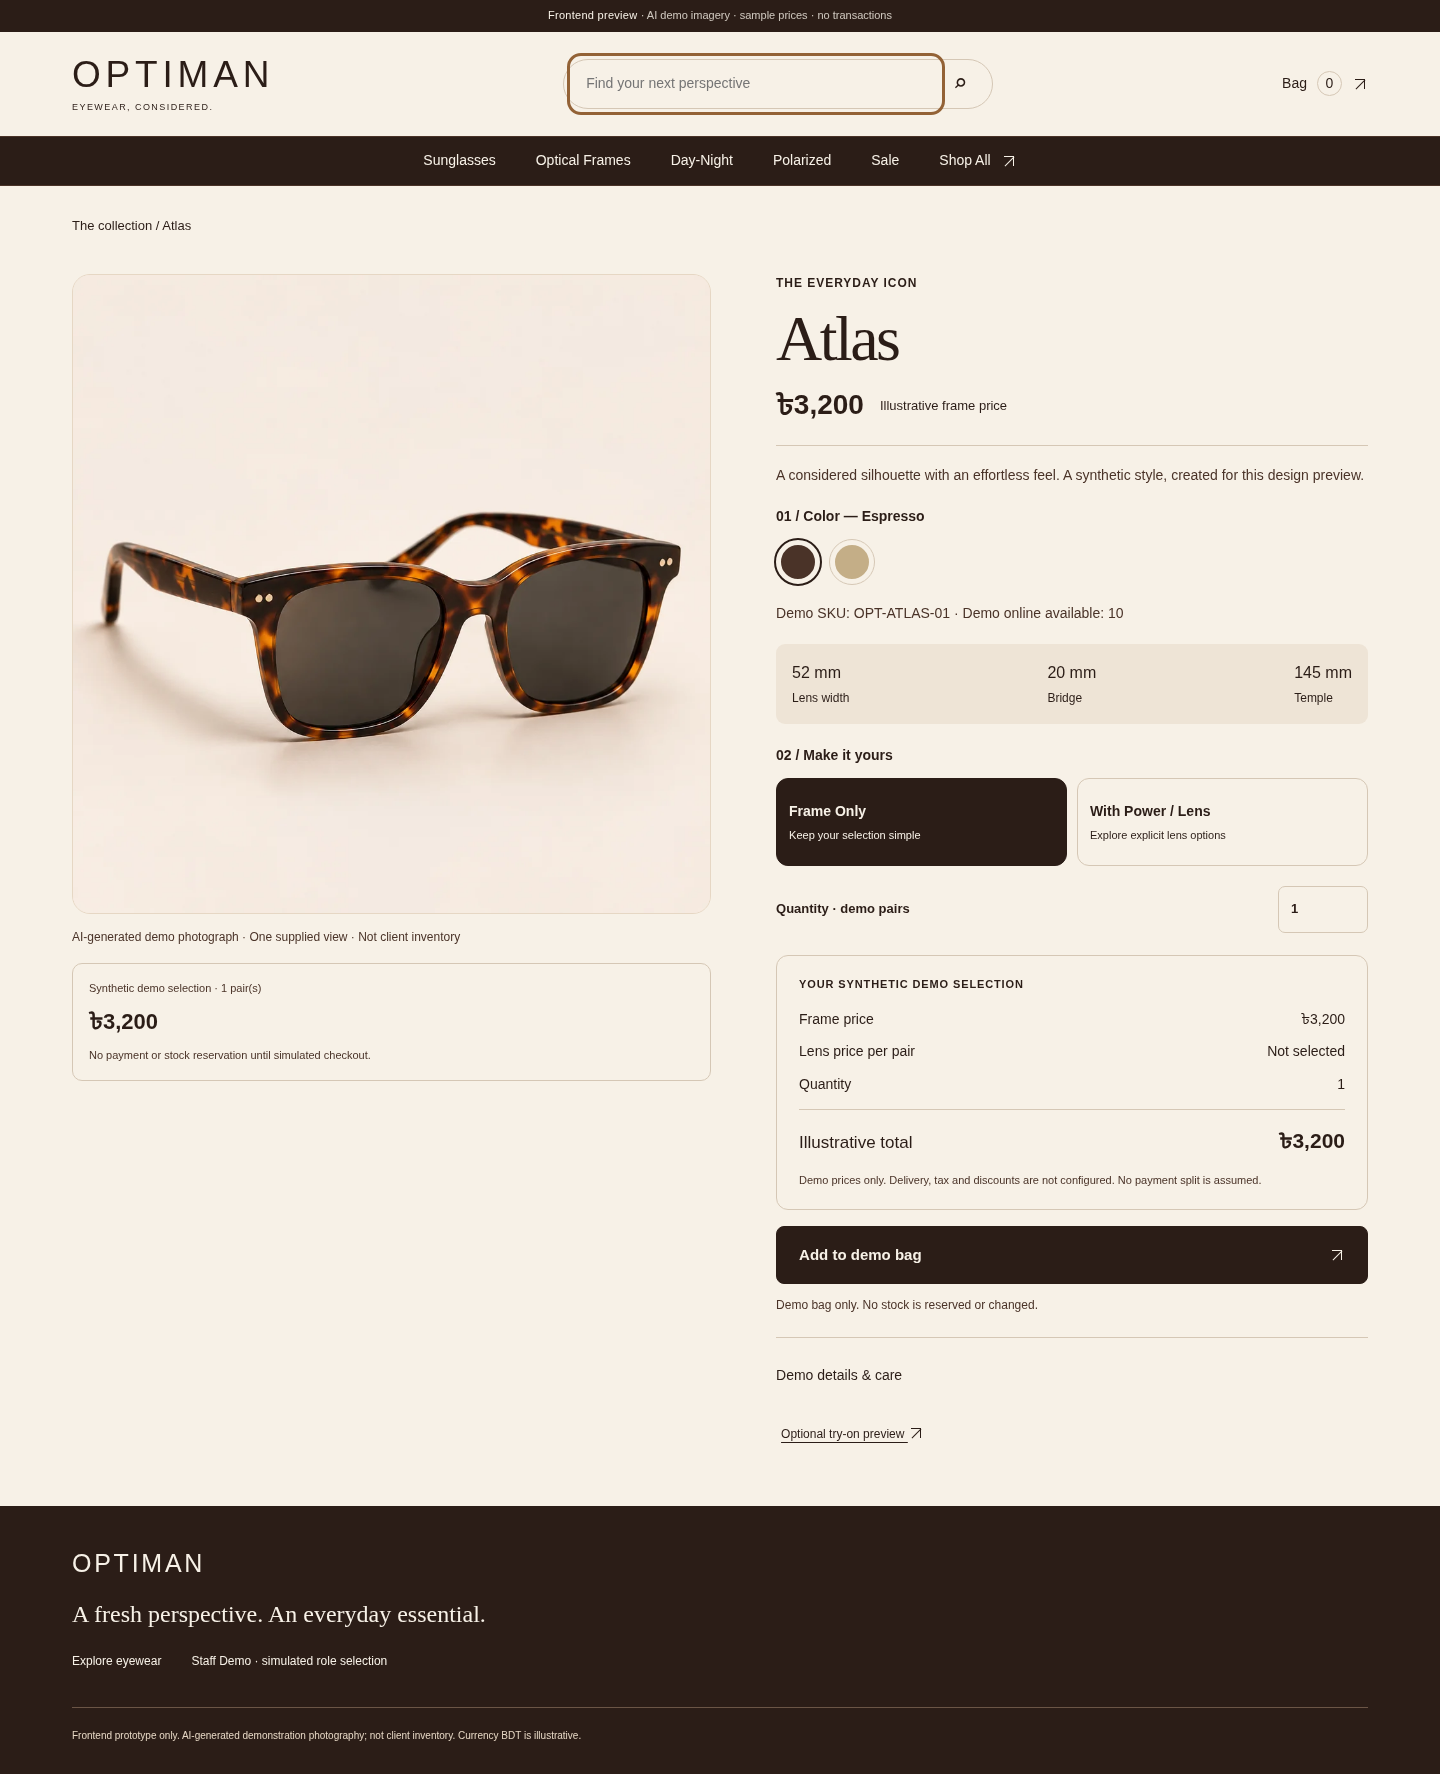 Frontend preview · AI demo imagery · sample prices · no transactions
OPTIMAN
EYEWEAR, CONSIDERED.
Find your next perspective
Bag 0
Sunglasses Optical Frames Day-Night Polarized Sale Shop All
The collection / Atlas
THE EVERYDAY ICON
Atlas
৳3,200 Illustrative frame price
A considered silhouette with an effortless feel. A synthetic style, created for this design preview.
01 / Color — Espresso
Demo SKU: OPT-ATLAS-01 · Demo online available: 10
52 mm 20 mm 145 mm
Lens width Bridge Temple
02 / Make it yours
Frame Only
Keep your selection simple
With Power / Lens
Explore explicit lens options
Quantity · demo pairs 1
AI-generated demo photograph · One supplied view · Not client inventory
Synthetic demo selection · 1 pair(s)
৳3,200
No payment or stock reservation until simulated checkout.
YOUR SYNTHETIC DEMO SELECTION
Frame price ৳3,200
Lens price per pair Not selected
Quantity 1
Illustrative total ৳3,200
Demo prices only. Delivery, tax and discounts are not configured. No payment split is assumed.
Add to demo bag
Demo bag only. No stock is reserved or changed.
Demo details & care
Optional try-on preview
OPTIMAN
A fresh perspective. An everyday essential.
Explore eyewear Staff Demo · simulated role selection
Frontend prototype only. AI-generated demonstration photography; not client inventory. Currency BDT is illustrative.